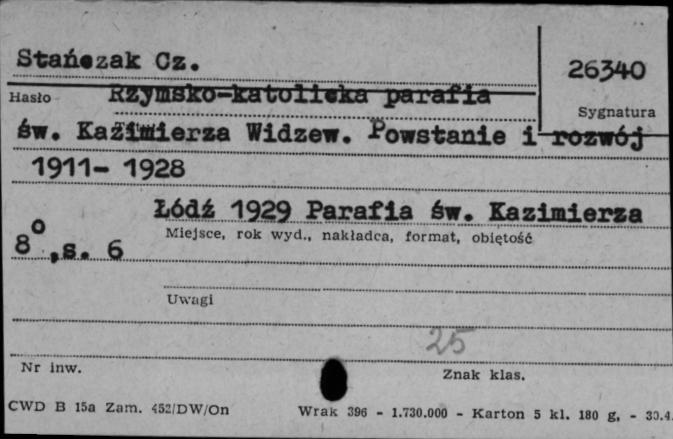 Stańczak Cz.
26340
Hasło Rzymsko-katolicka parafia
Sygnatura
św. Kaźimierza Widzew. Powstanie i rozwój
1911- 1928
Łódź 1929 Parafia św. Kazimierza
Miejsce, rok wyd., nakładca, format, objętość
8⁰,s. 6
Uwagi
25
Nr inw.
Znak klas.
CWD B 15a Zam. 452/DW/On Wrak 396 - 1.730.000 - Karton 5 kl. 180 g, - 30.4